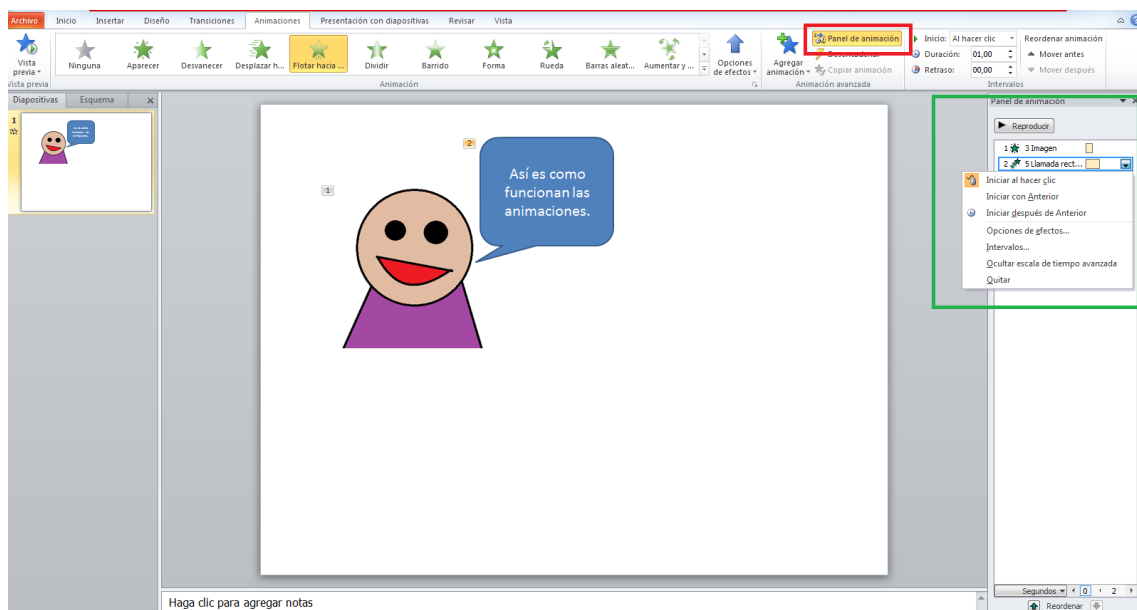 Archivo Inicio Insertar Diseño Transiciones Animaciones Presentación con diapositivas Revisar Vista
Vista previa
Ninguna Aparecer Desvanecer Desplazar h... Flotar hacia ... Dividir Barrido Forma Rueda Barras aleat... Aumentar y ...
Opciones de efectos
Agregar animación
Panel de animación
Desencadenar
Copiar animación
Inicio: Al hacer clic
Duración: 01,00
Retraso: 00,00
Reordenar animación
Mover antes
Mover después
Vista previa Animación Animación avanzada Intervalos
Diapositivas Esquema x
1
2
1
Así es como
funcionan las
animaciones.
Panel de animación
Reproducir
1 3 Imagen
2 5 Llamada rect...
Iniciar al hacer clic
Iniciar con Anterior
Iniciar después de Anterior
Opciones de efectos...
Intervalos...
Ocultar escala de tiempo avanzada
Quitar
Segundos 0 2
Reordenar
Haga clic para agregar notas